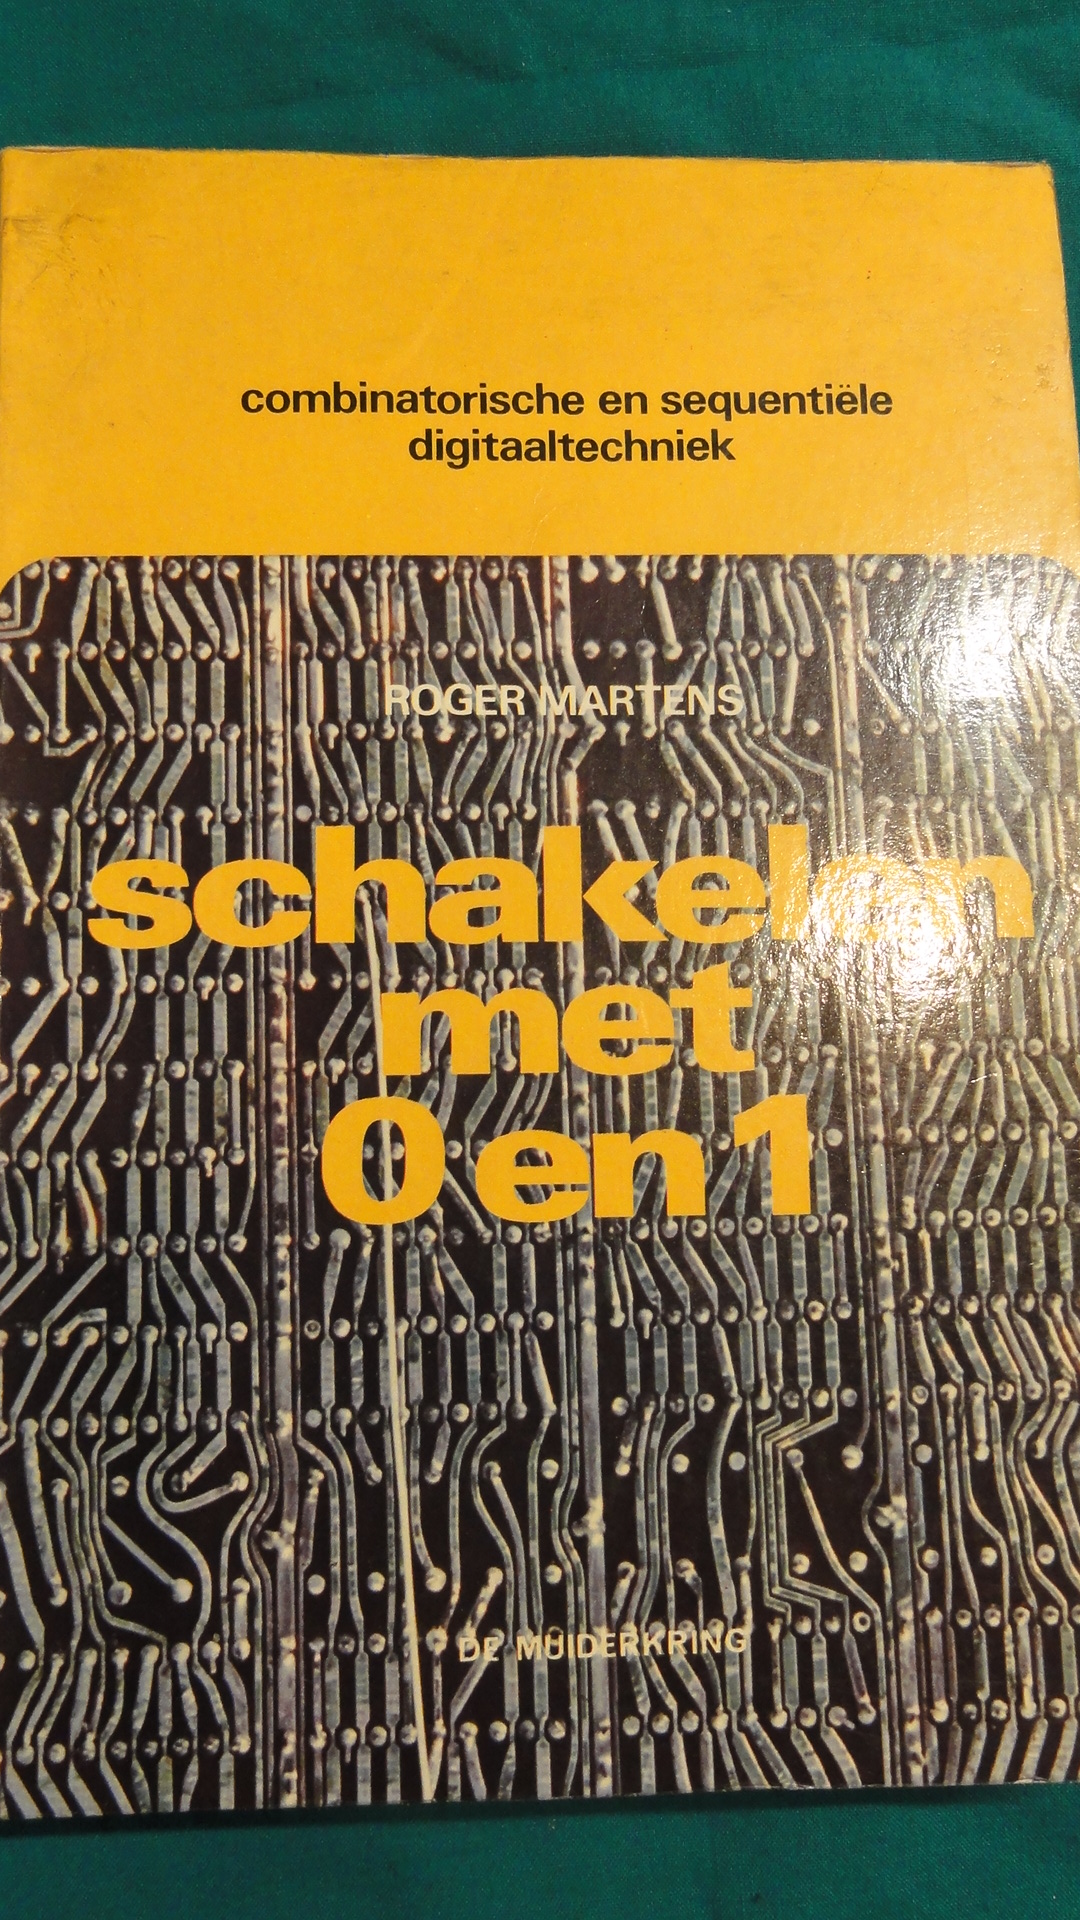 combinatorische en sequentiële
digitaaltechniek
ROGER MARTENS
schakelen
met
0 en 1
DE MUIDERKRING